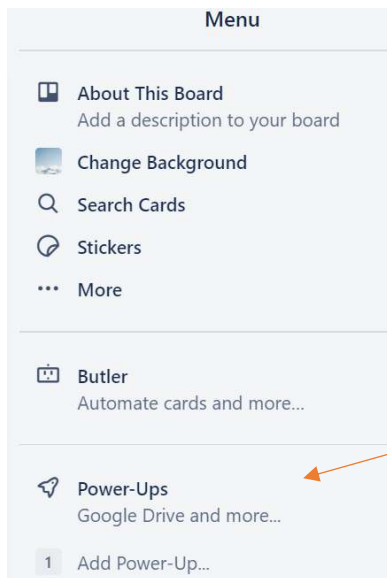 Menu
About This Board
Add a description to your board
Change Background
Search Cards
Stickers
More
Butler
Automate cards and more...
Power-Ups
Google Drive and more...
1 Add Power-Up...